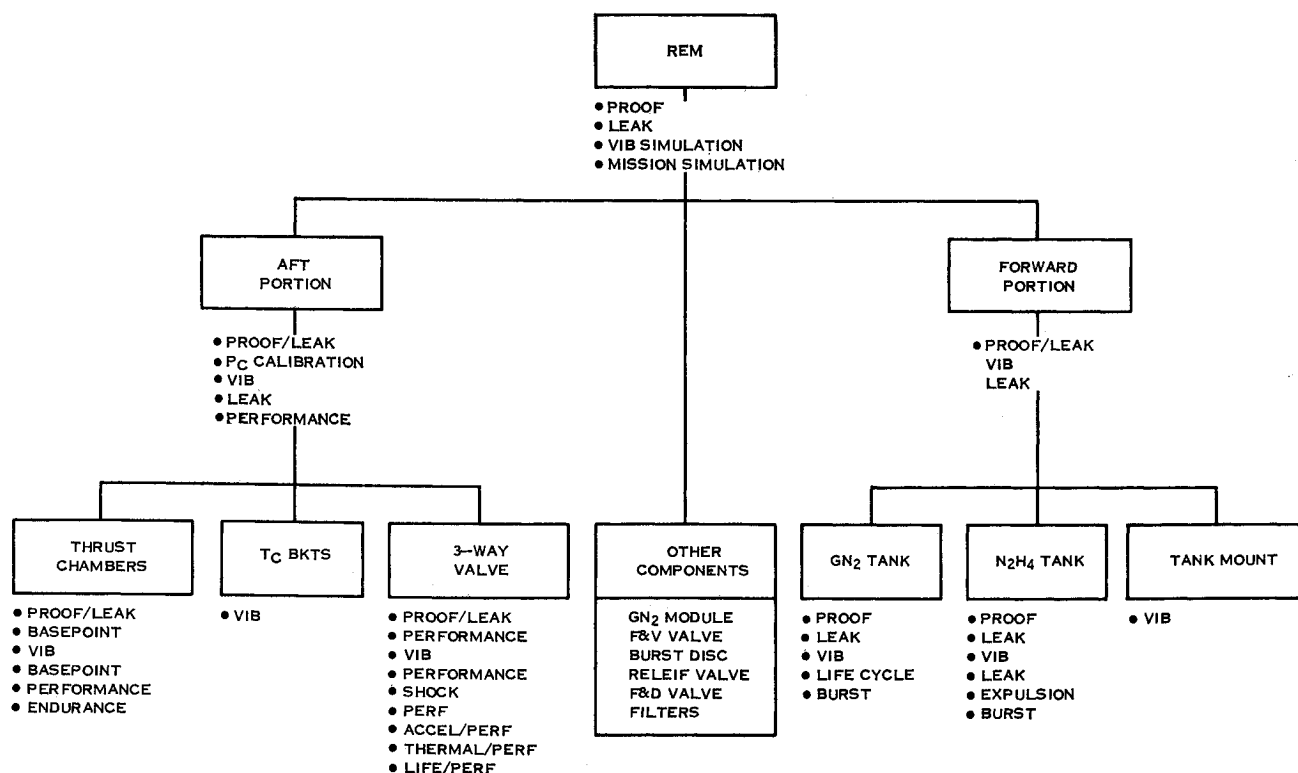 REM
● PROOF
● LEAK
● VIB SIMULATION
● MISSION SIMULATION
AFT
PORTION
● PROOF/LEAK
● PC CALIBRATION
● VIB
● LEAK
● PERFORMANCE
FORWARD
PORTION
● PROOF/LEAK
VIB
LEAK
THRUST
CHAMBERS
● PROOF/LEAK
● BASEPOINT
● VIB
● BASEPOINT
● PERFORMANCE
● ENDURANCE
TC BKTS
● VIB
3-WAY
VALVE
● PROOF/LEAK
● PERFORMANCE
● VIB
● PERFORMANCE
● SHOCK
● PERF
● ACCEL/PERF
● THERMAL/PERF
● LIFE/PERF
OTHER
COMPONENTS
GN2 MODULE
F&V VALVE
BURST DISC
RELEIF VALVE
F&D VALVE
FILTERS
GN2 TANK
● PROOF
● LEAK
● VIB
● LIFE CYCLE
● BURST
N2H4 TANK
● PROOF
● LEAK
● VIB
● LEAK
● EXPULSION
● BURST
TANK MOUNT
● VIB